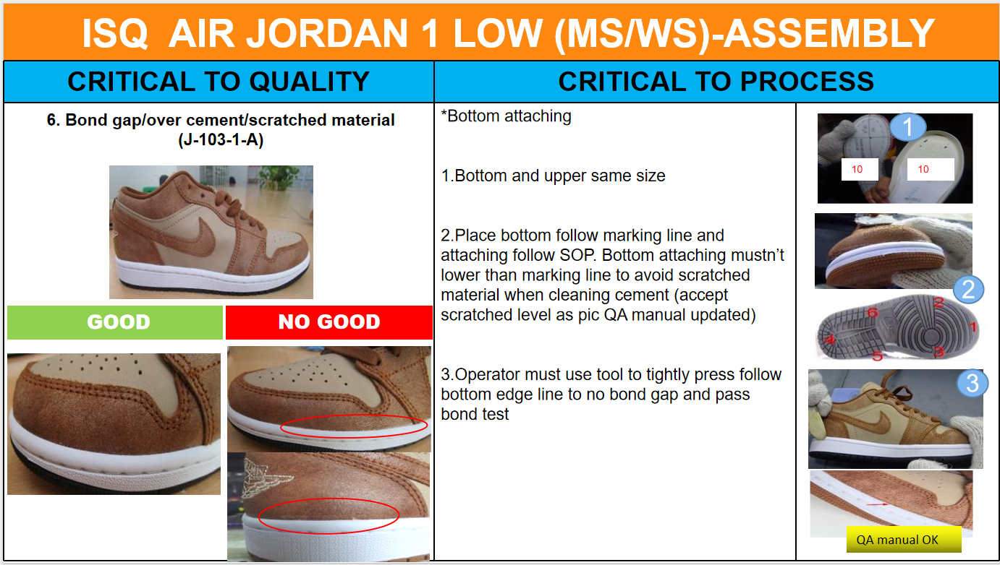 ISQ  AIR JORDAN 1 LOW (MS/WS)-ASSEMBLY
CRITICAL TO QUALITY
CRITICAL TO PROCESS
6. Bond gap/over cement/scratched material
(J-103-1-A)
GOOD
NO GOOD
*Bottom attaching
1.Bottom and upper same size
2.Place bottom follow marking line and
attaching follow SOP. Bottom attaching mustn’t
lower than marking line to avoid scratched
material when cleaning cement (accept
scratched level as pic QA manual updated)
3.Operator must use tool to tightly press follow
bottom edge line to no bond gap and pass
bond test
1
10
10
2
2
6
1
4
3
5
3
QA manual OK